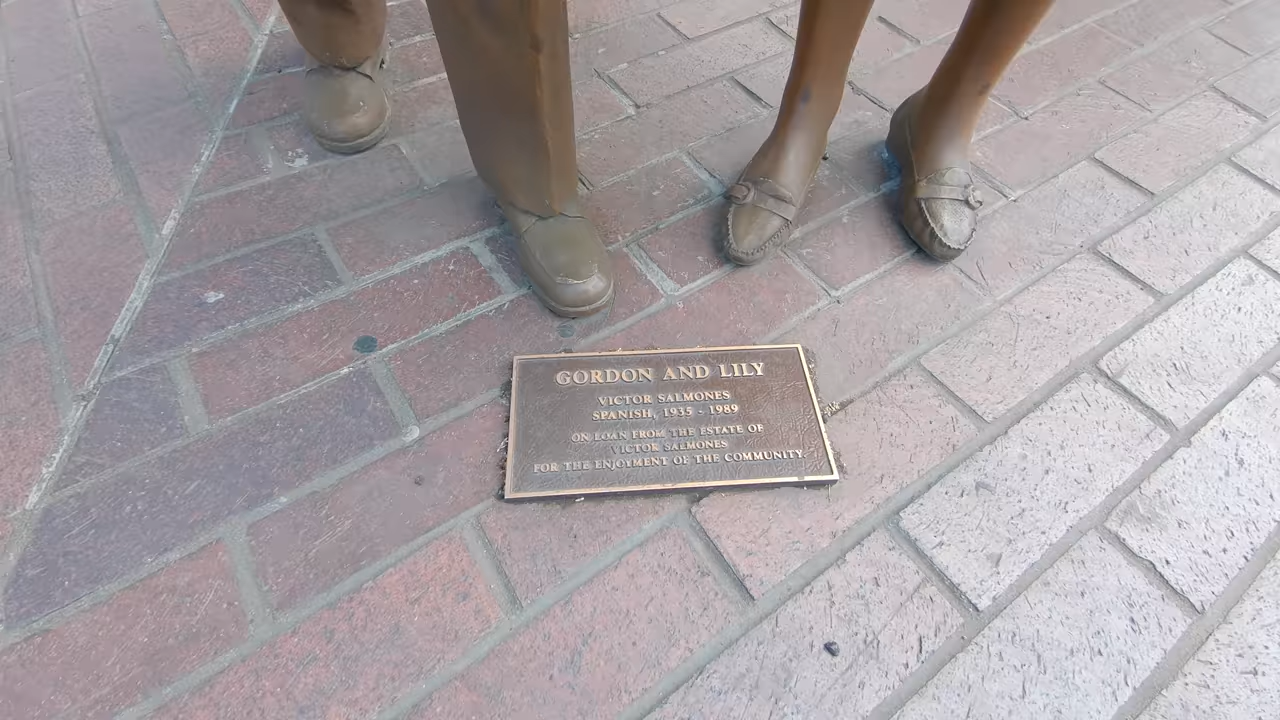 GORDON AND LILY
VICTOR SALMONES
SPANISH, 1935 - 1989
ON LOAN FROM THE ESTATE OF
VICTOR SALMONES
FOR THE ENJOYMENT OF THE COMMUNITY